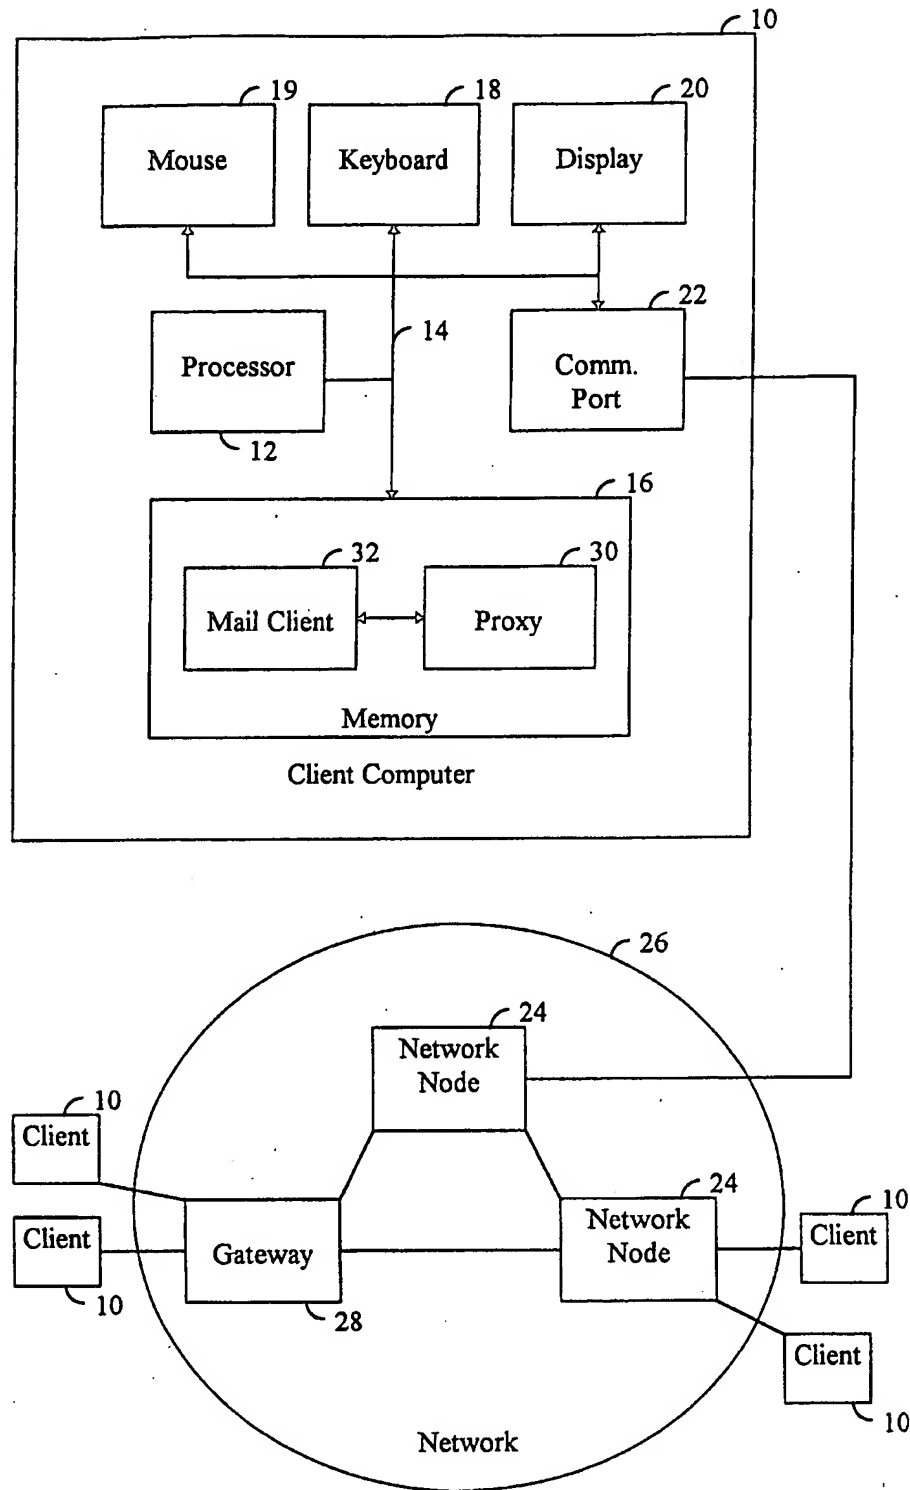 10
19
18
20
Mouse
Keyboard
Display
22
14
Processor
Comm.
Port
12
16
32
30
Mail Client
Proxy
Memory
Client Computer
26
24
Network
Node
10
Client
24
10
Client
Gateway
Network
Node
Client
10
28
Client
10
Network